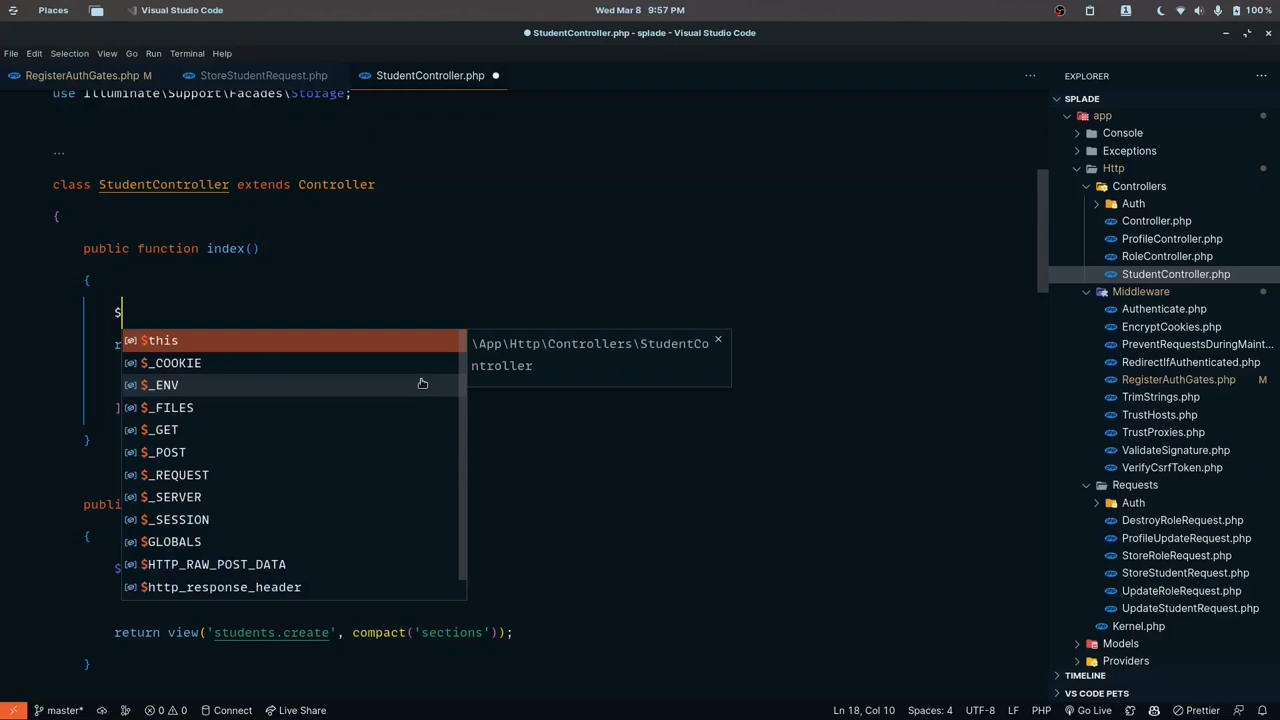 Places
Visual Studio Code
Wed Mar 8 9:57 PM
100 %
● StudentController.php - splade - Visual Studio Code
File Edit Selection View Go Run Terminal Help
RegisterAuthGates.php M
StoreStudentRequest.php
StudentController.php ●
use Illuminate\Support\Facades\Storage;
...
class StudentController extends Controller
{
public function index()
{
$
r
]
}
$this
$_COOKIE
$_ENV
$_FILES
$_GET
$_POST
$_REQUEST
$_SERVER
$_SESSION
$GLOBALS
$HTTP_RAW_POST_DATA
$http_response_header
\App\Http\Controllers\StudentCo
ntroller
publ
{
$
return view('students.create', compact('sections'));
}
EXPLORER
SPLADE
app
Console
Exceptions
Http
Controllers
Auth
Controller.php
ProfileController.php
RoleController.php
StudentController.php
Middleware
Authenticate.php
EncryptCookies.php
PreventRequestsDuringMaint...
RedirectIfAuthenticated.php
RegisterAuthGates.php M
TrimStrings.php
TrustHosts.php
TrustProxies.php
ValidateSignature.php
VerifyCsrfToken.php
Requests
Auth
DestroyRoleRequest.php
ProfileUpdateRequest.php
StoreRoleRequest.php
StoreStudentRequest.php
UpdateRoleRequest.php
UpdateStudentRequest.php
Kernel.php
Models
Providers
TIMELINE
VS CODE PETS
master* 0 0 Connect Live Share
Ln 18, Col 10 Spaces: 4 UTF-8 LF PHP Go Live Prettier